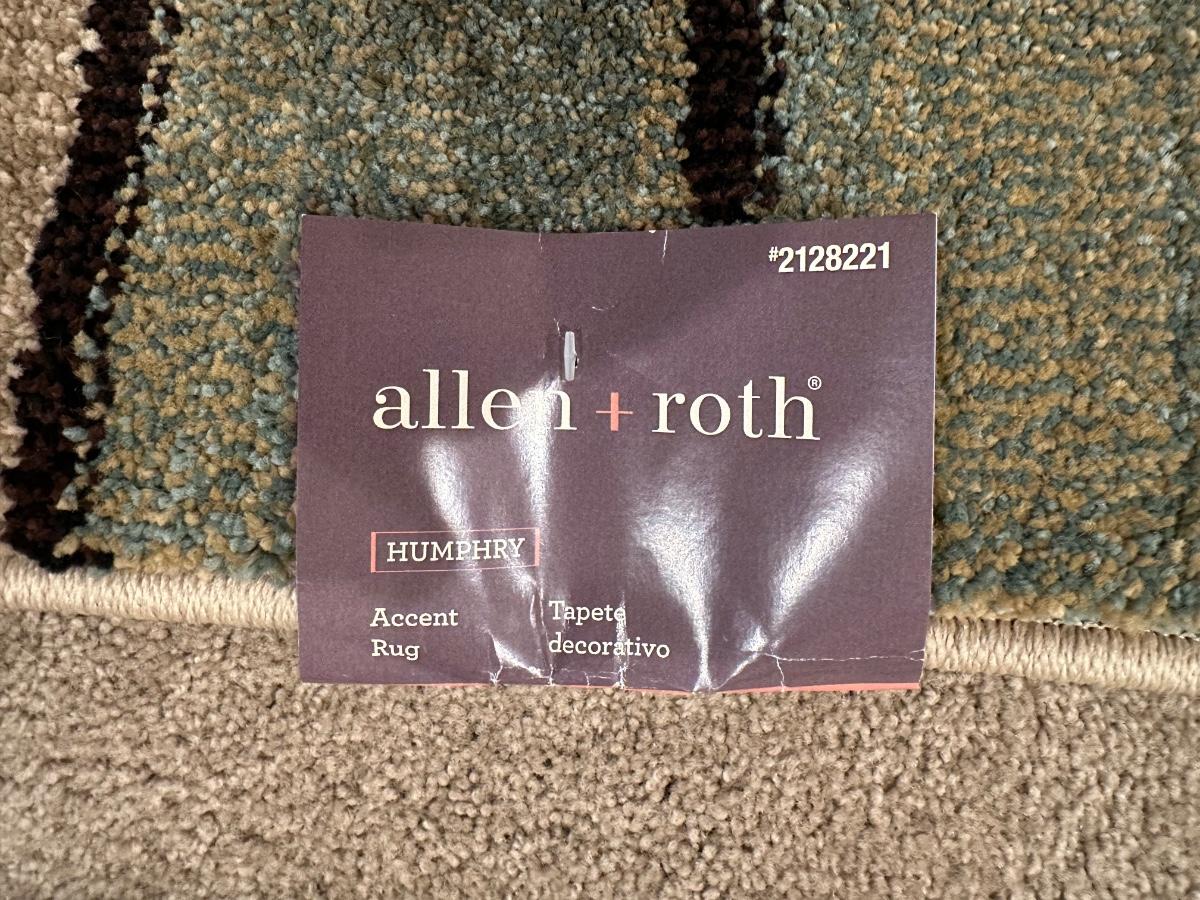 #2128221
allen + roth®
HUMPHRY
Accent
Rug
Tapete
decorativo